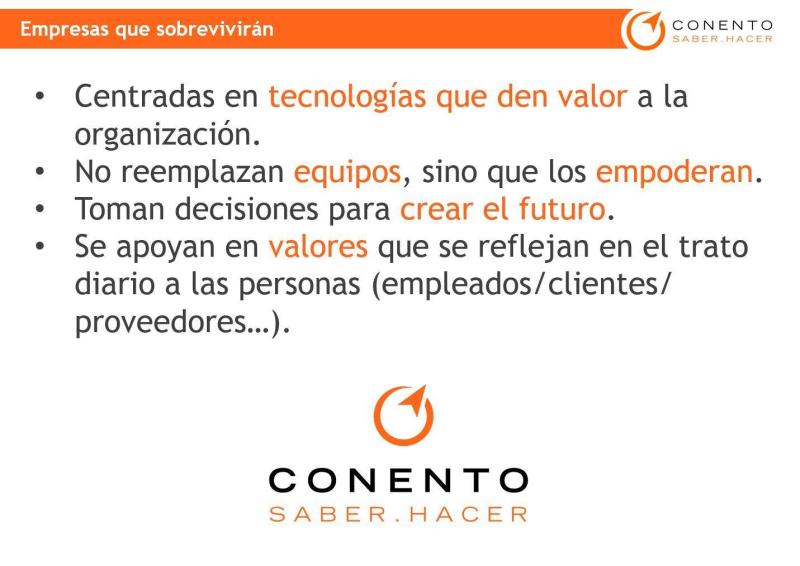 Empresas que sobrevivirán
CONENTO
SABER.HACER
• Centradas en tecnologías que den valor a la
organización.
• No reemplazan equipos, sino que los empoderan.
• Toman decisiones para crear el futuro.
• Se apoyan en valores que se reflejan en el trato
diario a las personas (empleados/clientes/
proveedores…).
CONENTO
SABER.HACER